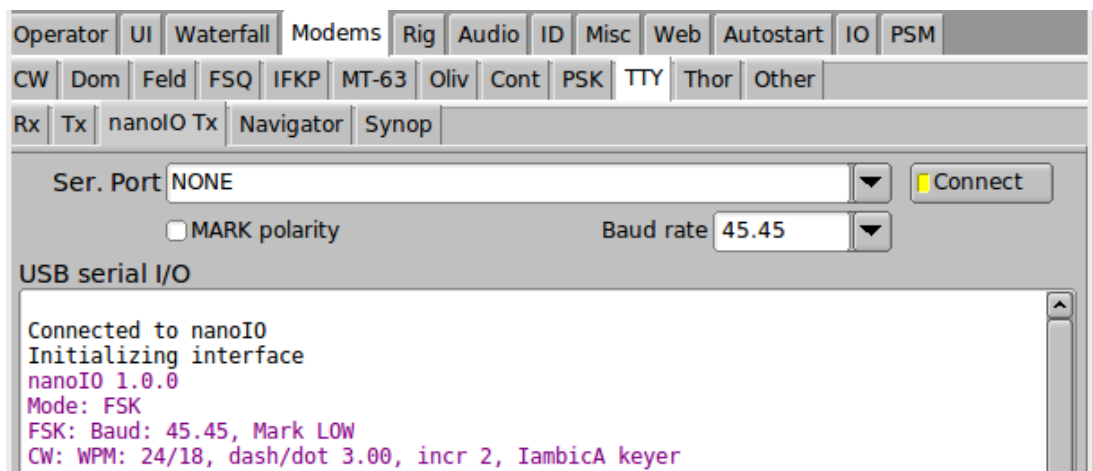 Operator UI Waterfall Modems Rig Audio ID Misc Web Autostart IO PSM
CW Dom Feld FSQ IFKP MT-63 Oliv Cont PSK TTY Thor Other
Rx Tx nanoIO Tx Navigator Synop
Ser. Port NONE Connect
MARK polarity Baud rate 45.45
USB serial I/O
Connected to nanoIO
Initializing interface
nanoIO 1.0.0
Mode: FSK
FSK: Baud: 45.45, Mark LOW
CW: WPM: 24/18, dash/dot 3.00, incr 2, IambicA keyer